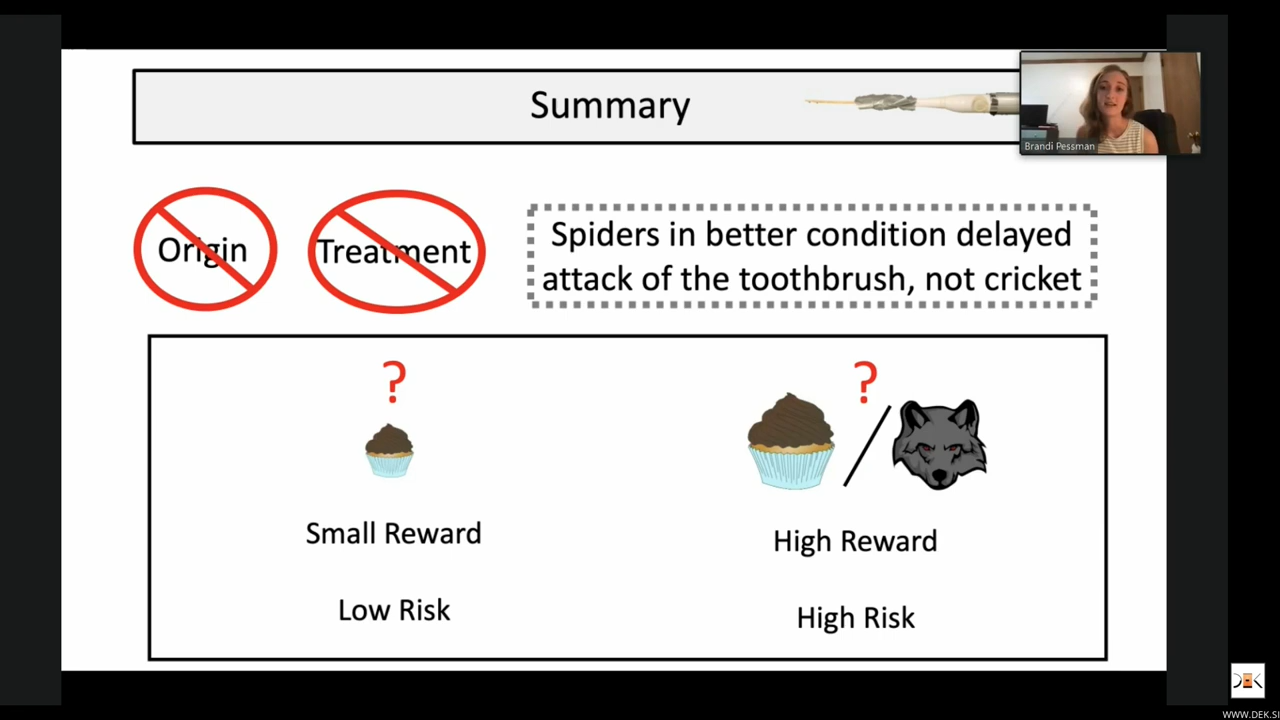 Summary
Brandi Pessman
Origin
Treatment
Spiders in better condition delayed
attack of the toothbrush, not cricket
?
?
Small Reward
High Reward
Low Risk
High Risk
DEK
WWW.DEK.SI